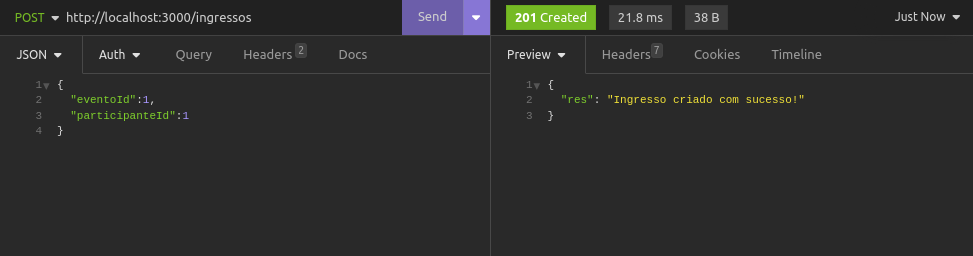 POST http://localhost:3000/ingressos Send 201 Created 21.8 ms 38 B Just Now
JSON Auth Query Headers 2 Docs Preview Headers 7 Cookies Timeline
1 {
2 "eventoId":1,
3 "participanteId":1
4 }
1 {
2 "res": "Ingresso criado com sucesso!"
3 }